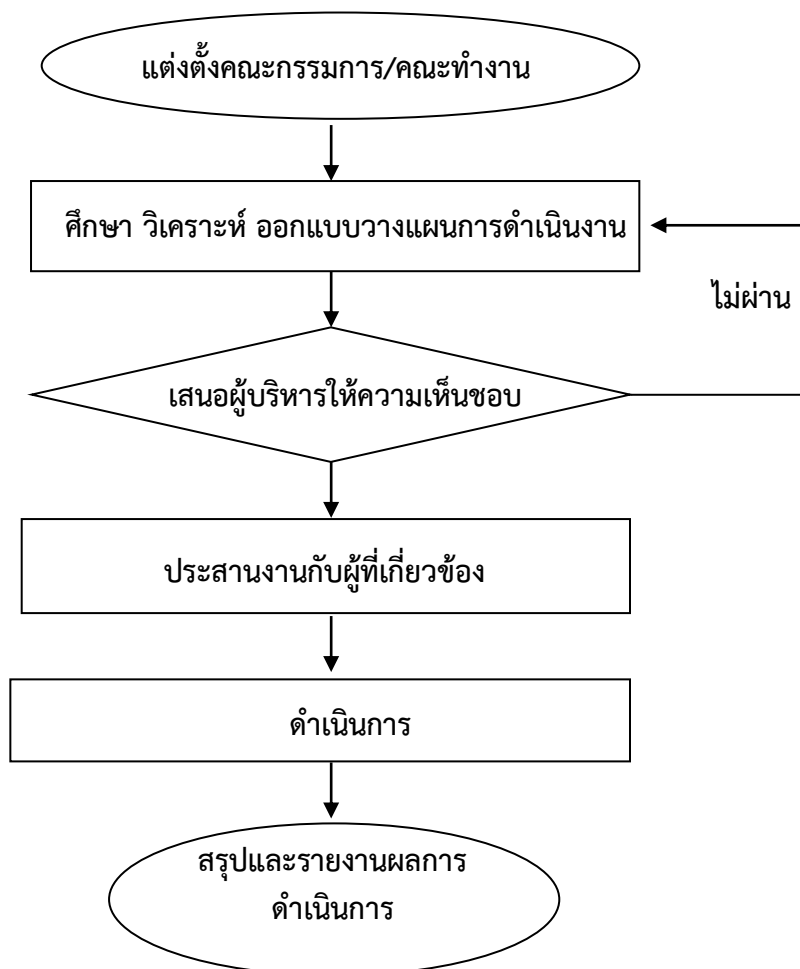 แต่งตั้งคณะกรรมการ/คณะทำงาน
ศึกษา วิเคราะห์ ออกแบบวางแผนการดำเนินงาน
ไม่ผ่าน
เสนอผู้บริหารให้ความเห็นชอบ
ประสานงานกับผู้ที่เกี่ยวข้อง
ดำเนินการ
สรุปและรายงานผลการ
ดำเนินการ